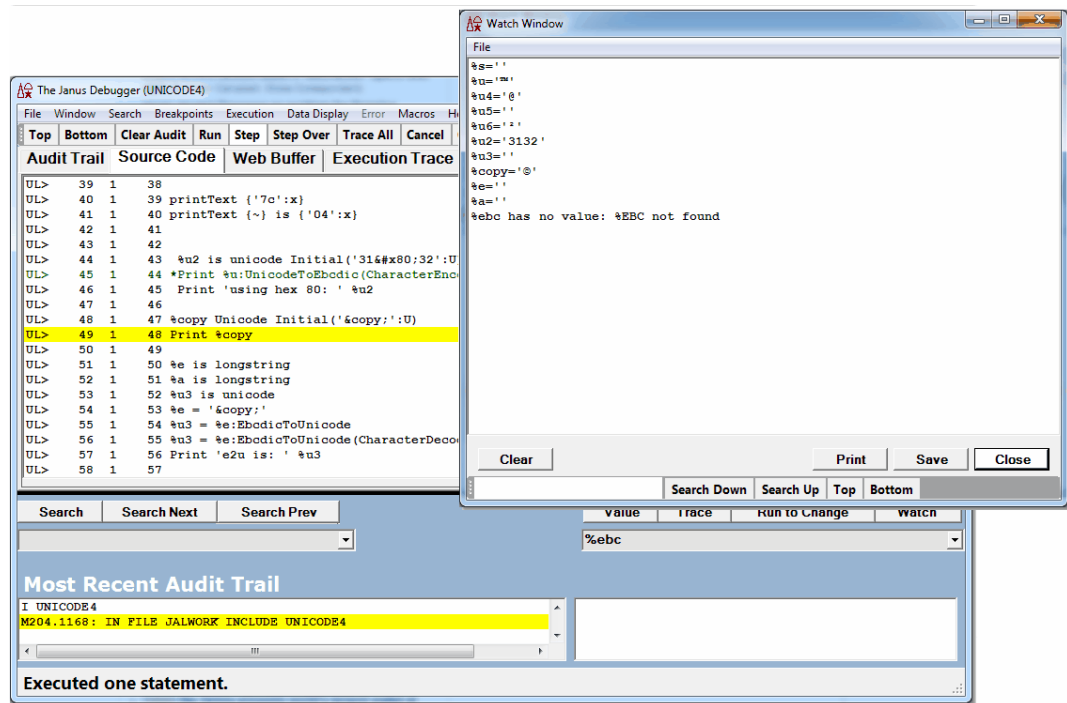 Watch Window
File
%s=''
%u='™'
%u4='@'
%u5=''
%u6='²'
%u2='3132'
%u3=''
%copy='©'
%e=''
%a=''
%ebc has no value: %EBC not found
Clear Print Save Close
Search Down Search Up Top Bottom
The Janus Debugger (UNICODE4)
File Window Search Breakpoints Execution Data Display Error Macros H
Top Bottom Clear Audit Run Step Step Over Trace All Cancel
Audit Trail Source Code Web Buffer Execution Trace
UL> 39 1 38
UL> 40 1 39 printText {'7c':x}
UL> 41 1 40 printText {~} is {'04':x}
UL> 42 1 41
UL> 43 1 42
UL> 44 1 43 %u2 is unicode Initial('31&#x80;32':U
UL> 45 1 44 *Print %u:UnicodeToEbcdic(CharacterEnc
UL> 46 1 45 Print 'using hex 80: ' %u2
UL> 47 1 46
UL> 48 1 47 %copy Unicode Initial('&copy;':U)
UL> 49 1 48 Print %copy
UL> 50 1 49
UL> 51 1 50 %e is longstring
UL> 52 1 51 %a is longstring
UL> 53 1 52 %u3 is unicode
UL> 54 1 53 %e = '&copy;'
UL> 55 1 54 %u3 = %e:EbcdicToUnicode
UL> 56 1 55 %u3 = %e:EbcdicToUnicode(CharacterDeco
UL> 57 1 56 Print 'e2u is: ' %u3
UL> 58 1 57
Search Search Next Search Prev Value Trace Run to Change Watch
%ebc
Most Recent Audit Trail
I UNICODE4
M204.1168: IN FILE JALWORK INCLUDE UNICODE4
Executed one statement.